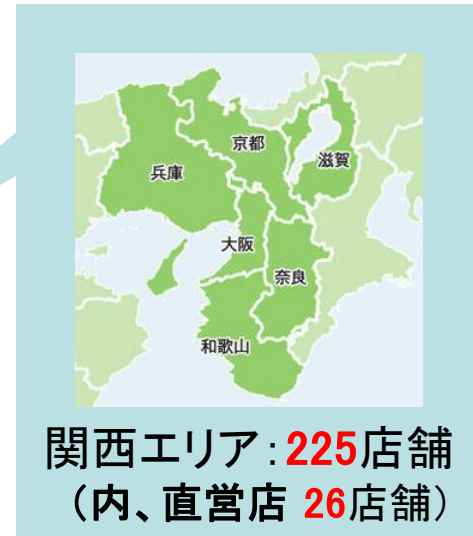 京都
兵庫
滋賀
大阪
奈良
和歌山
関西エリア:225店舗
（内、直営店 26店舗）